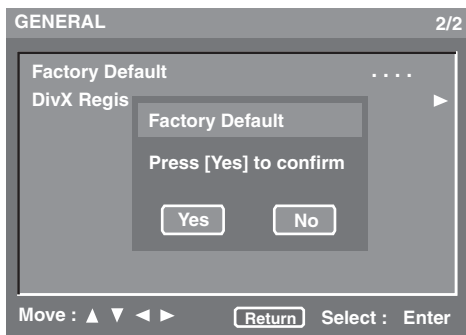 GENERAL 2/2
Factory Default . . . .
DivX Regis
Factory Default
Press [Yes] to confirm
Yes No
Move : ▲ ▼ ◄ ► Return Select : Enter